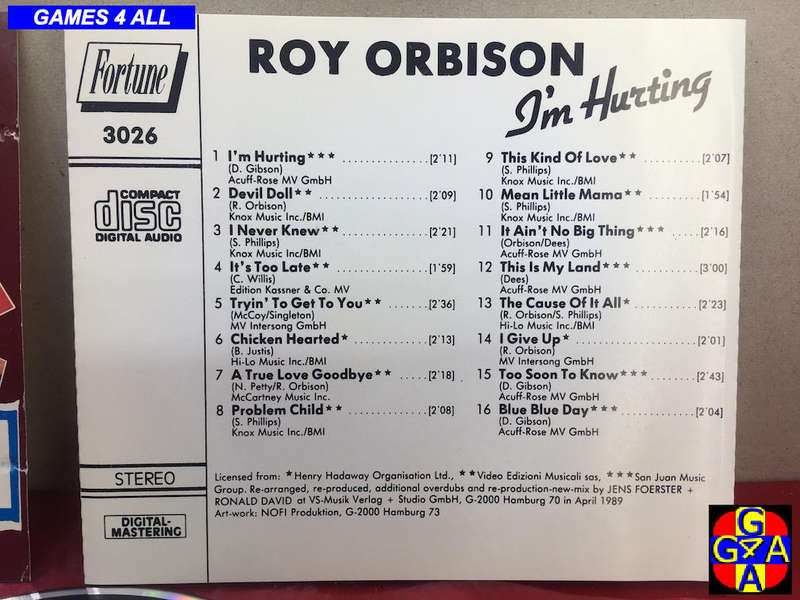 GAMES 4 ALL
Fortune
3026
COMPACT
disc
DIGITAL AUDIO
STEREO
DIGITAL-
MASTERING
ROY ORBISON
I'm Hurting
1 I'm Hurting*** ............... [2'11]
(D. Gibson)
Acuff-Rose MV GmbH
2 Devil Doll** ............... [2'09]
(R. Orbison)
Knox Music Inc./BMI
3 I Never Knew** ............... [2'21]
(S. Phillips)
Knox Music Inc/BMI
4 It's Too Late** ............... [1'59]
(C. Willis)
Edition Kassner & Co. MV
5 Tryin' To Get To You** ....... [2'36]
(McCoy/Singleton)
MV Intersong GmbH
6 Chicken Hearted* ............... [2'13]
(B. Justis)
Hi-Lo Music Inc./BMI
7 A True Love Goodbye** ..... [2'18]
(N. Petty/R. Orbison)
McCartney Music Inc.
8 Problem Child** ............... [2'08]
(S. Phillips)
Knox Music Inc./BMI
9 This Kind Of Love** .......... [2'07]
(S. Phillips)
Knox Music Inc./BMI
10 Mean Little Mama** .......... [1'54]
(S. Phillips)
Knox Music Inc./BMI
11 It Ain't No Big Thing*** .... [2'16]
(Orbison/Dees)
Acuff-Rose MV GmbH
12 This Is My Land*** .......... [3'00]
(Dees)
Acuff-Rose MV GmbH
13 The Cause Of It All* .......... [2'23]
(R. Orbison/S. Phillips)
Hi-Lo Music Inc./BMI
14 I Give Up* ............... [2'01]
(R. Orbison)
MV Intersong GmbH
15 Too Soon To Know*** ....... [2'43]
(D. Gibson)
Acuff-Rose MV GmbH
16 Blue Blue Day*** ............ [2'04]
(D. Gibson)
Acuff-Rose MV GmbH
Licensed from: *Henry Hadaway Organisation Ltd., **Video Edizioni Musicali sas, ***San Juan Music
Group. Re-arranged, re-produced, additional overdubs and re-production-new-mix by JENS FOERSTER +
RONALD DAVID at VS-Musik Verlag + Studio GmbH, G-2000 Hamburg 70 in April 1989
Art-work: NOFI Produktion, G-2000 Hamburg 73
G
G4A
A